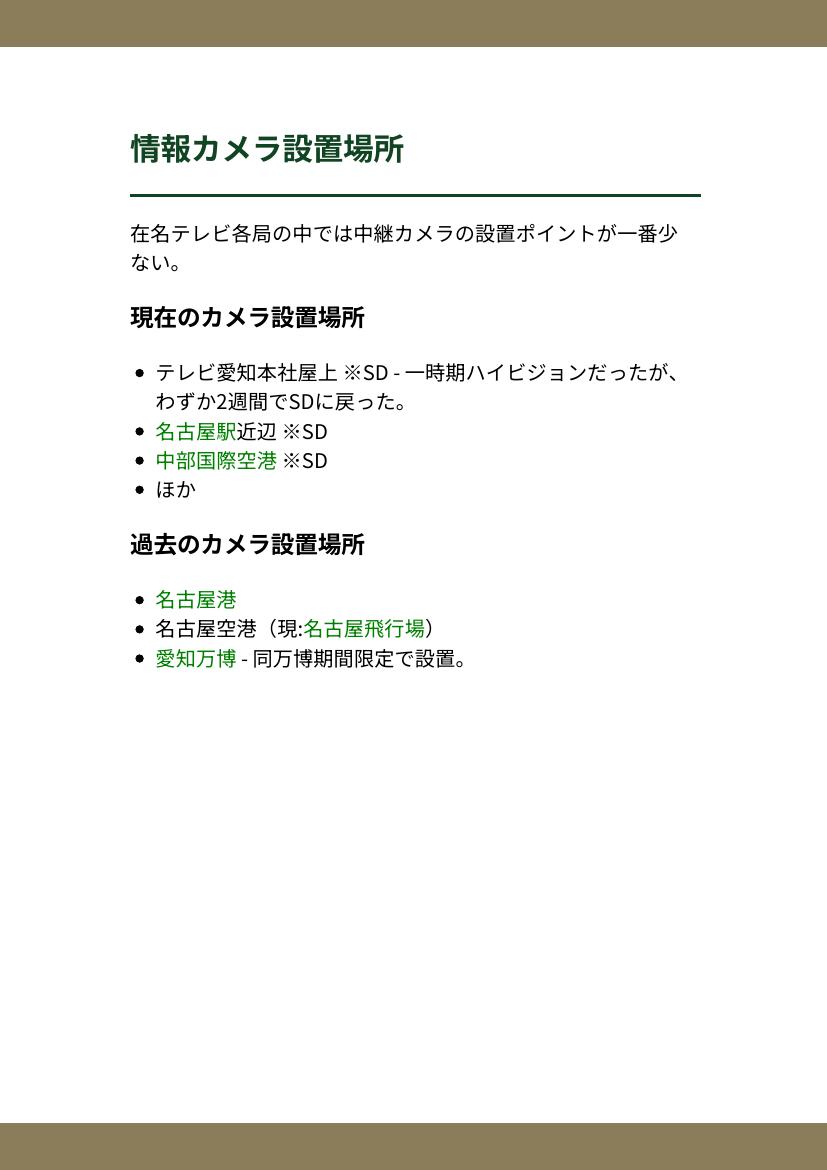 情報カメラ設置場所
在名テレビ各局の中では中継カメラの設置ポイントが一番少
ない。
現在のカメラ設置場所
• テレビ愛知本社屋上 ※SD - 一時期ハイビジョンだったが、
わずか2週間でSDに戻った。
• 名古屋駅近辺 ※SD
• 中部国際空港 ※SD
• ほか
過去のカメラ設置場所
• 名古屋港
• 名古屋空港（現:名古屋飛行場）
• 愛知万博 - 同万博期間限定で設置。